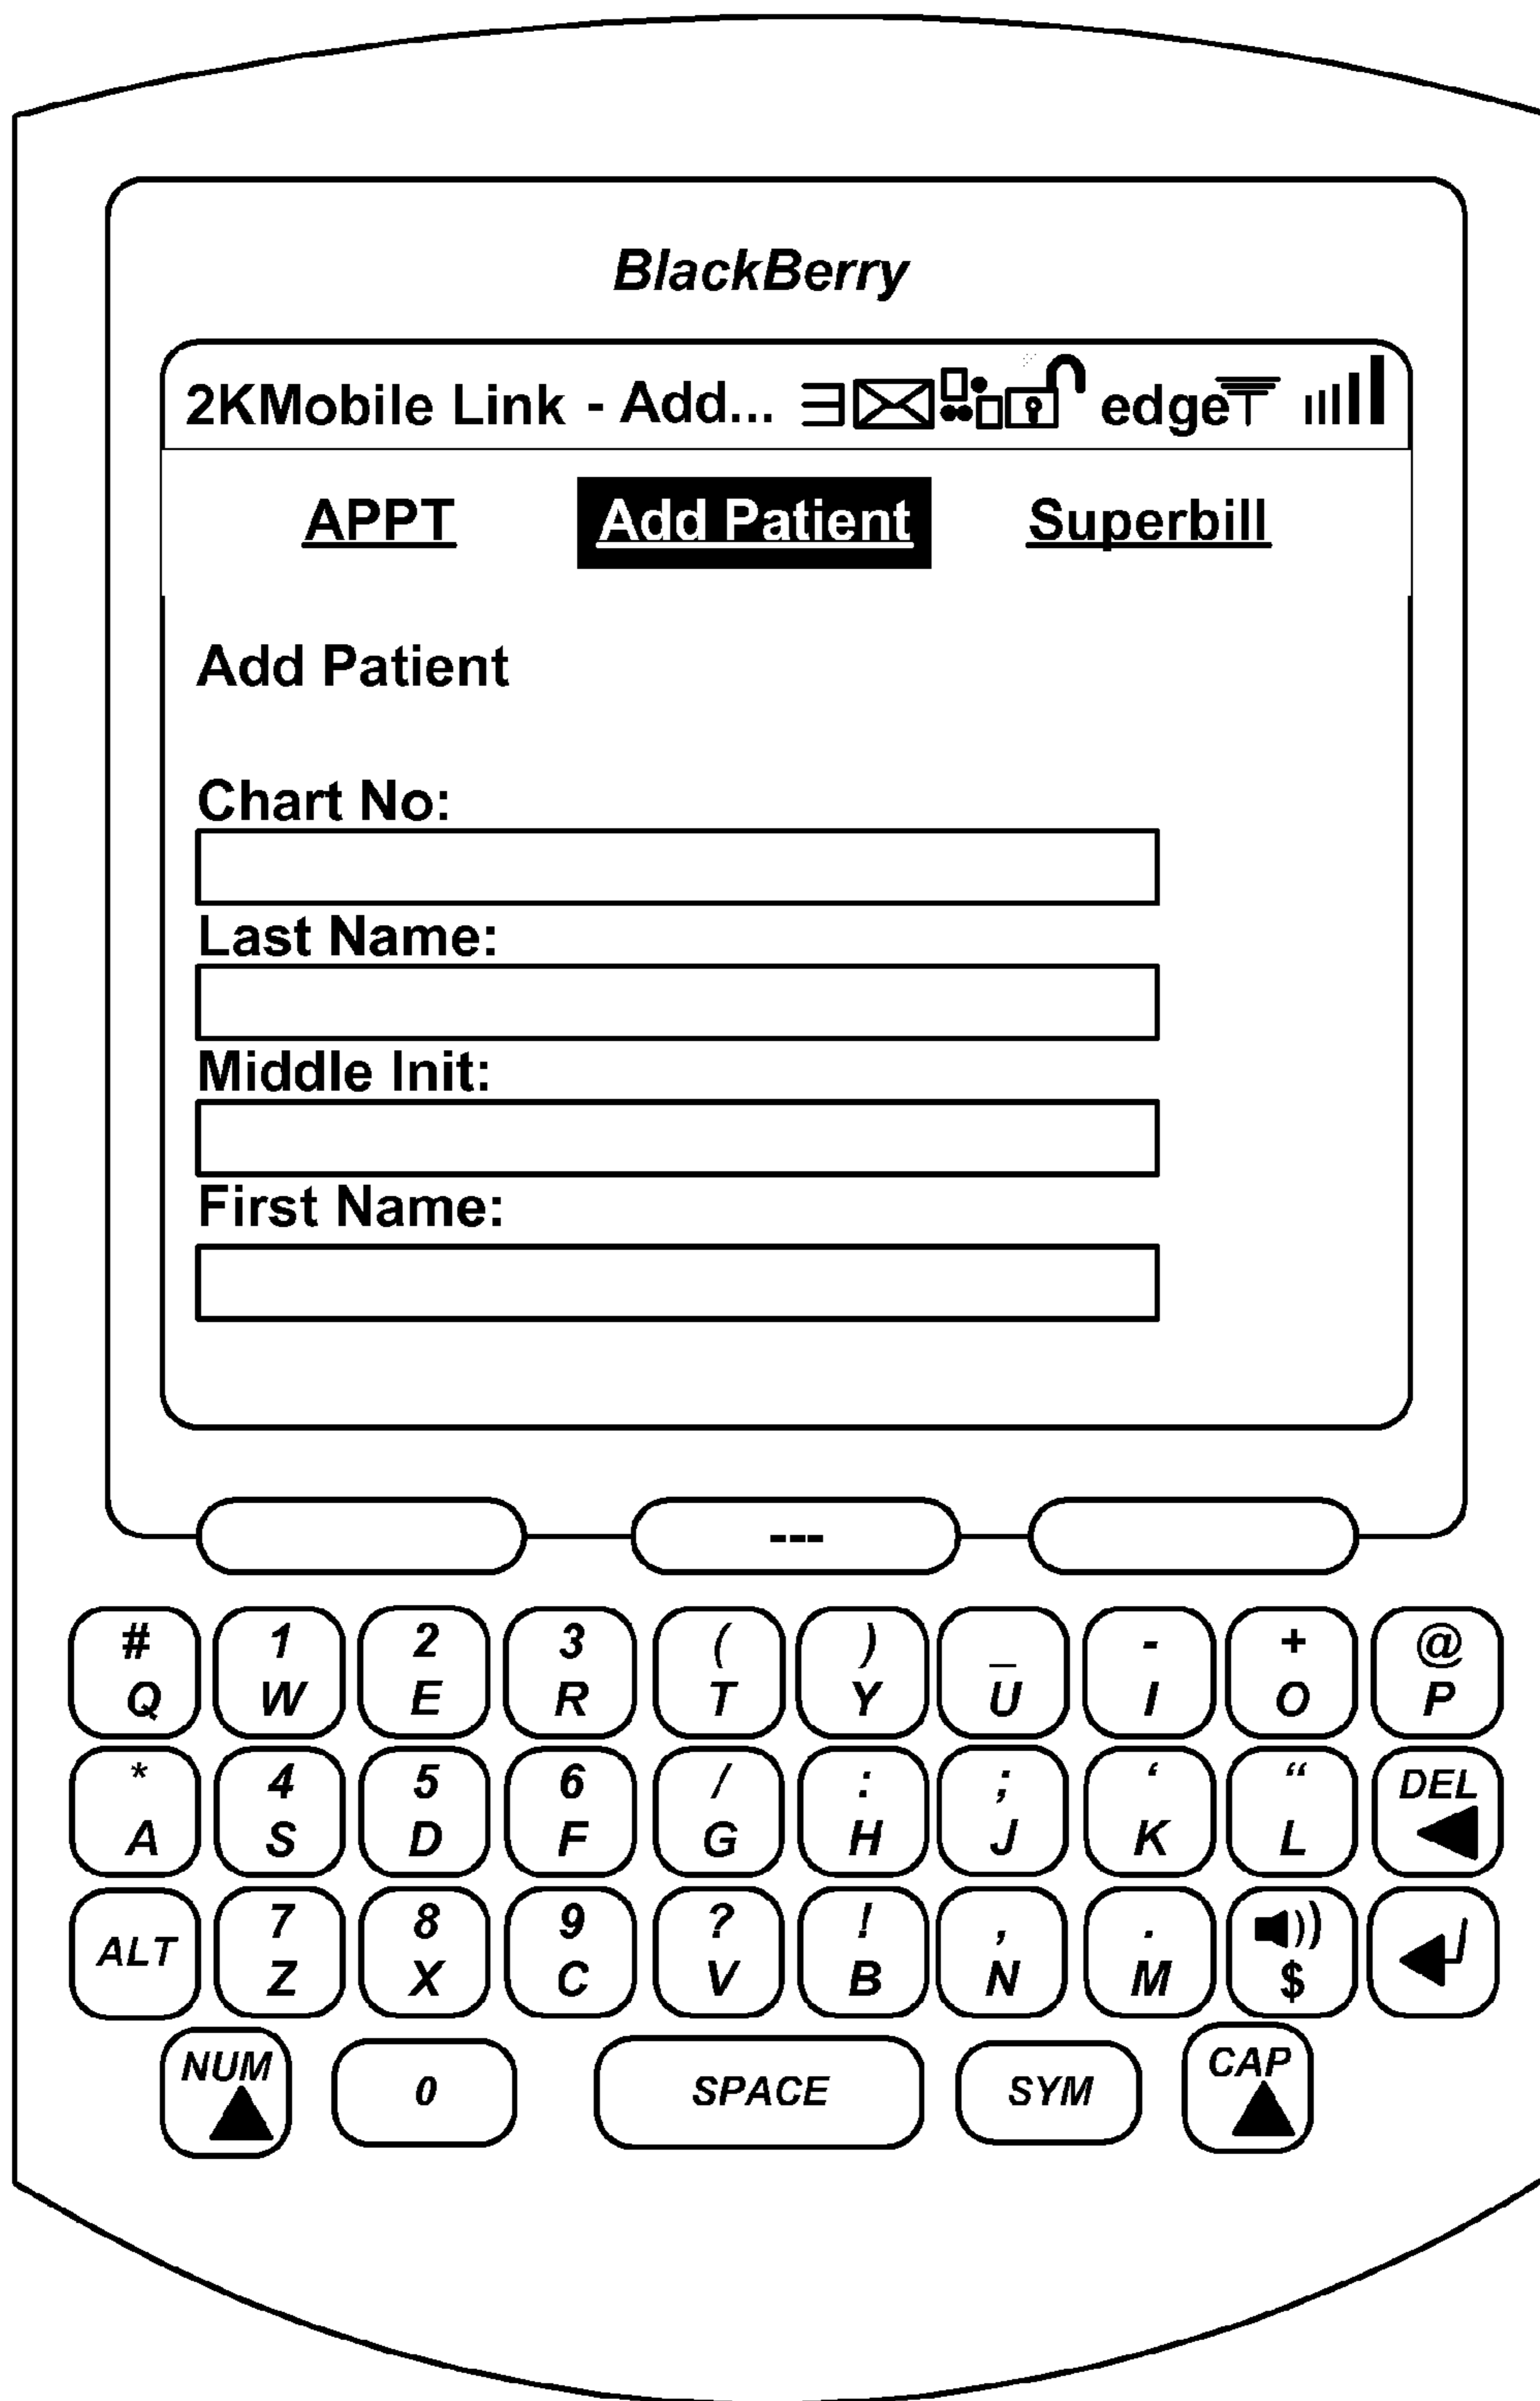 BlackBerry
2KMobile Link - Add... edge
APPT Add Patient Superbill
Add Patient
Chart No:
Last Name:
Middle Init:
First Name:
---
# 1 2 3 ( ) _ - + @
Q W E R T Y U I O P
* 4 5 6 / : ; ‘ “ DEL
A S D F G H J K L
ALT 7 8 9 ? ! , .
Z X C V B N M $
NUM 0 SPACE SYM CAP